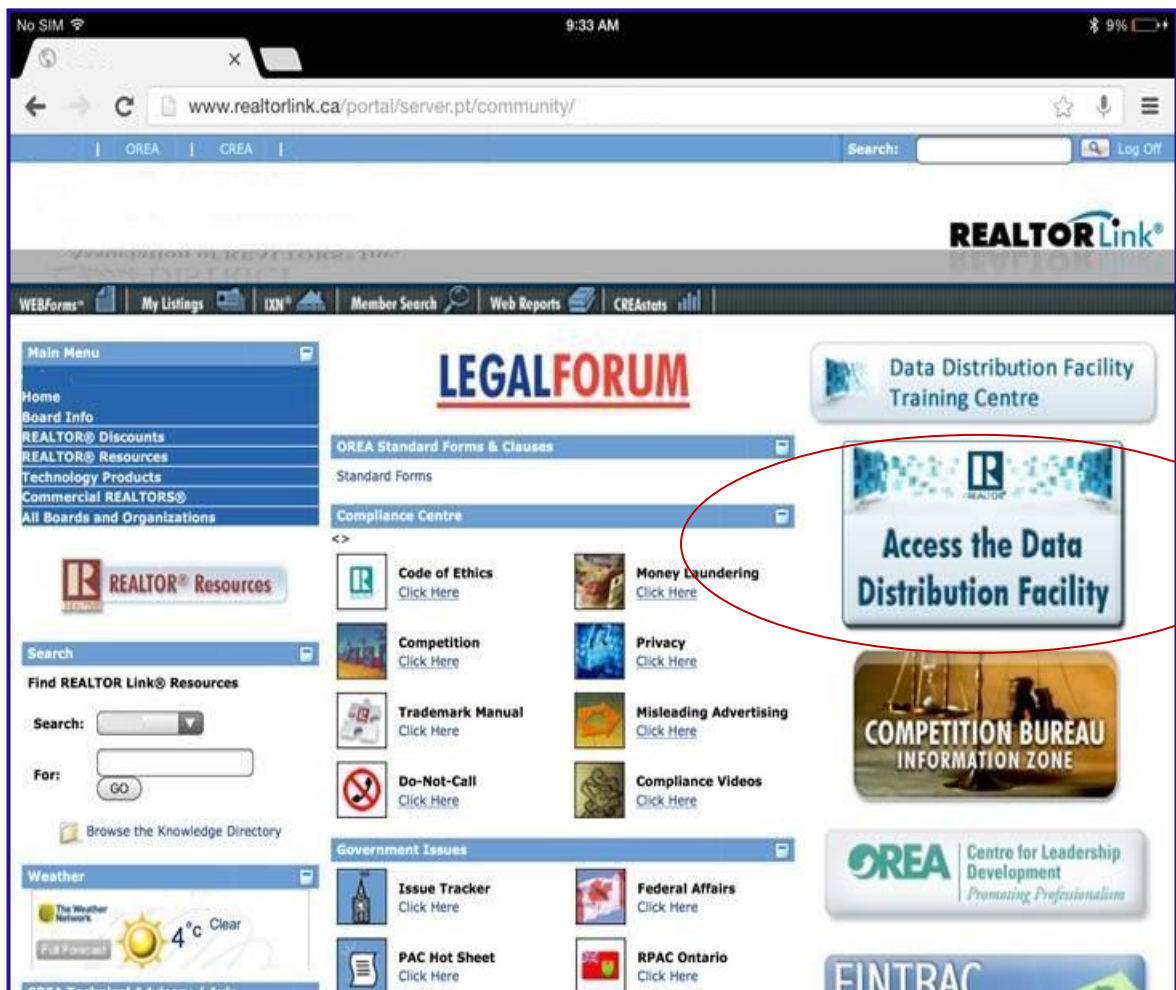 No SIM
9:33 AM
9%
www.realtorlink.ca/portal/server.pt/community/
| OREA | CREA |
Search:
Log Off
REALTOR Link®
WEBForms™ | My Listings | IXN® | Member Search | Web Reports | CREAstats |
Main Menu
Home
Board Info
REALTOR® Discounts
REALTOR® Resources
Technology Products
Commercial REALTORS®
All Boards and Organizations
REALTOR® Resources
Search
Find REALTOR Link® Resources
Search:
For:
GO
Browse the Knowledge Directory
Weather
The Weather
Network
4°C Clear
Full Forecast
LEGALFORUM
OREA Standard Forms & Clauses
Standard Forms
Compliance Centre
<>
Code of Ethics
Click Here
Money Laundering
Click Here
Competition
Click Here
Privacy
Click Here
Trademark Manual
Click Here
Misleading Advertising
Click Here
Do-Not-Call
Click Here
Compliance Videos
Click Here
Government Issues
Issue Tracker
Click Here
Federal Affairs
Click Here
PAC Hot Sheet
Click Here
RPAC Ontario
Click Here
Data Distribution Facility
Training Centre
REALTOR
Access the Data
Distribution Facility
COMPETITION BUREAU
INFORMATION ZONE
OREA
Centre for Leadership
Development
Promoting Professionalism
FINTRAC